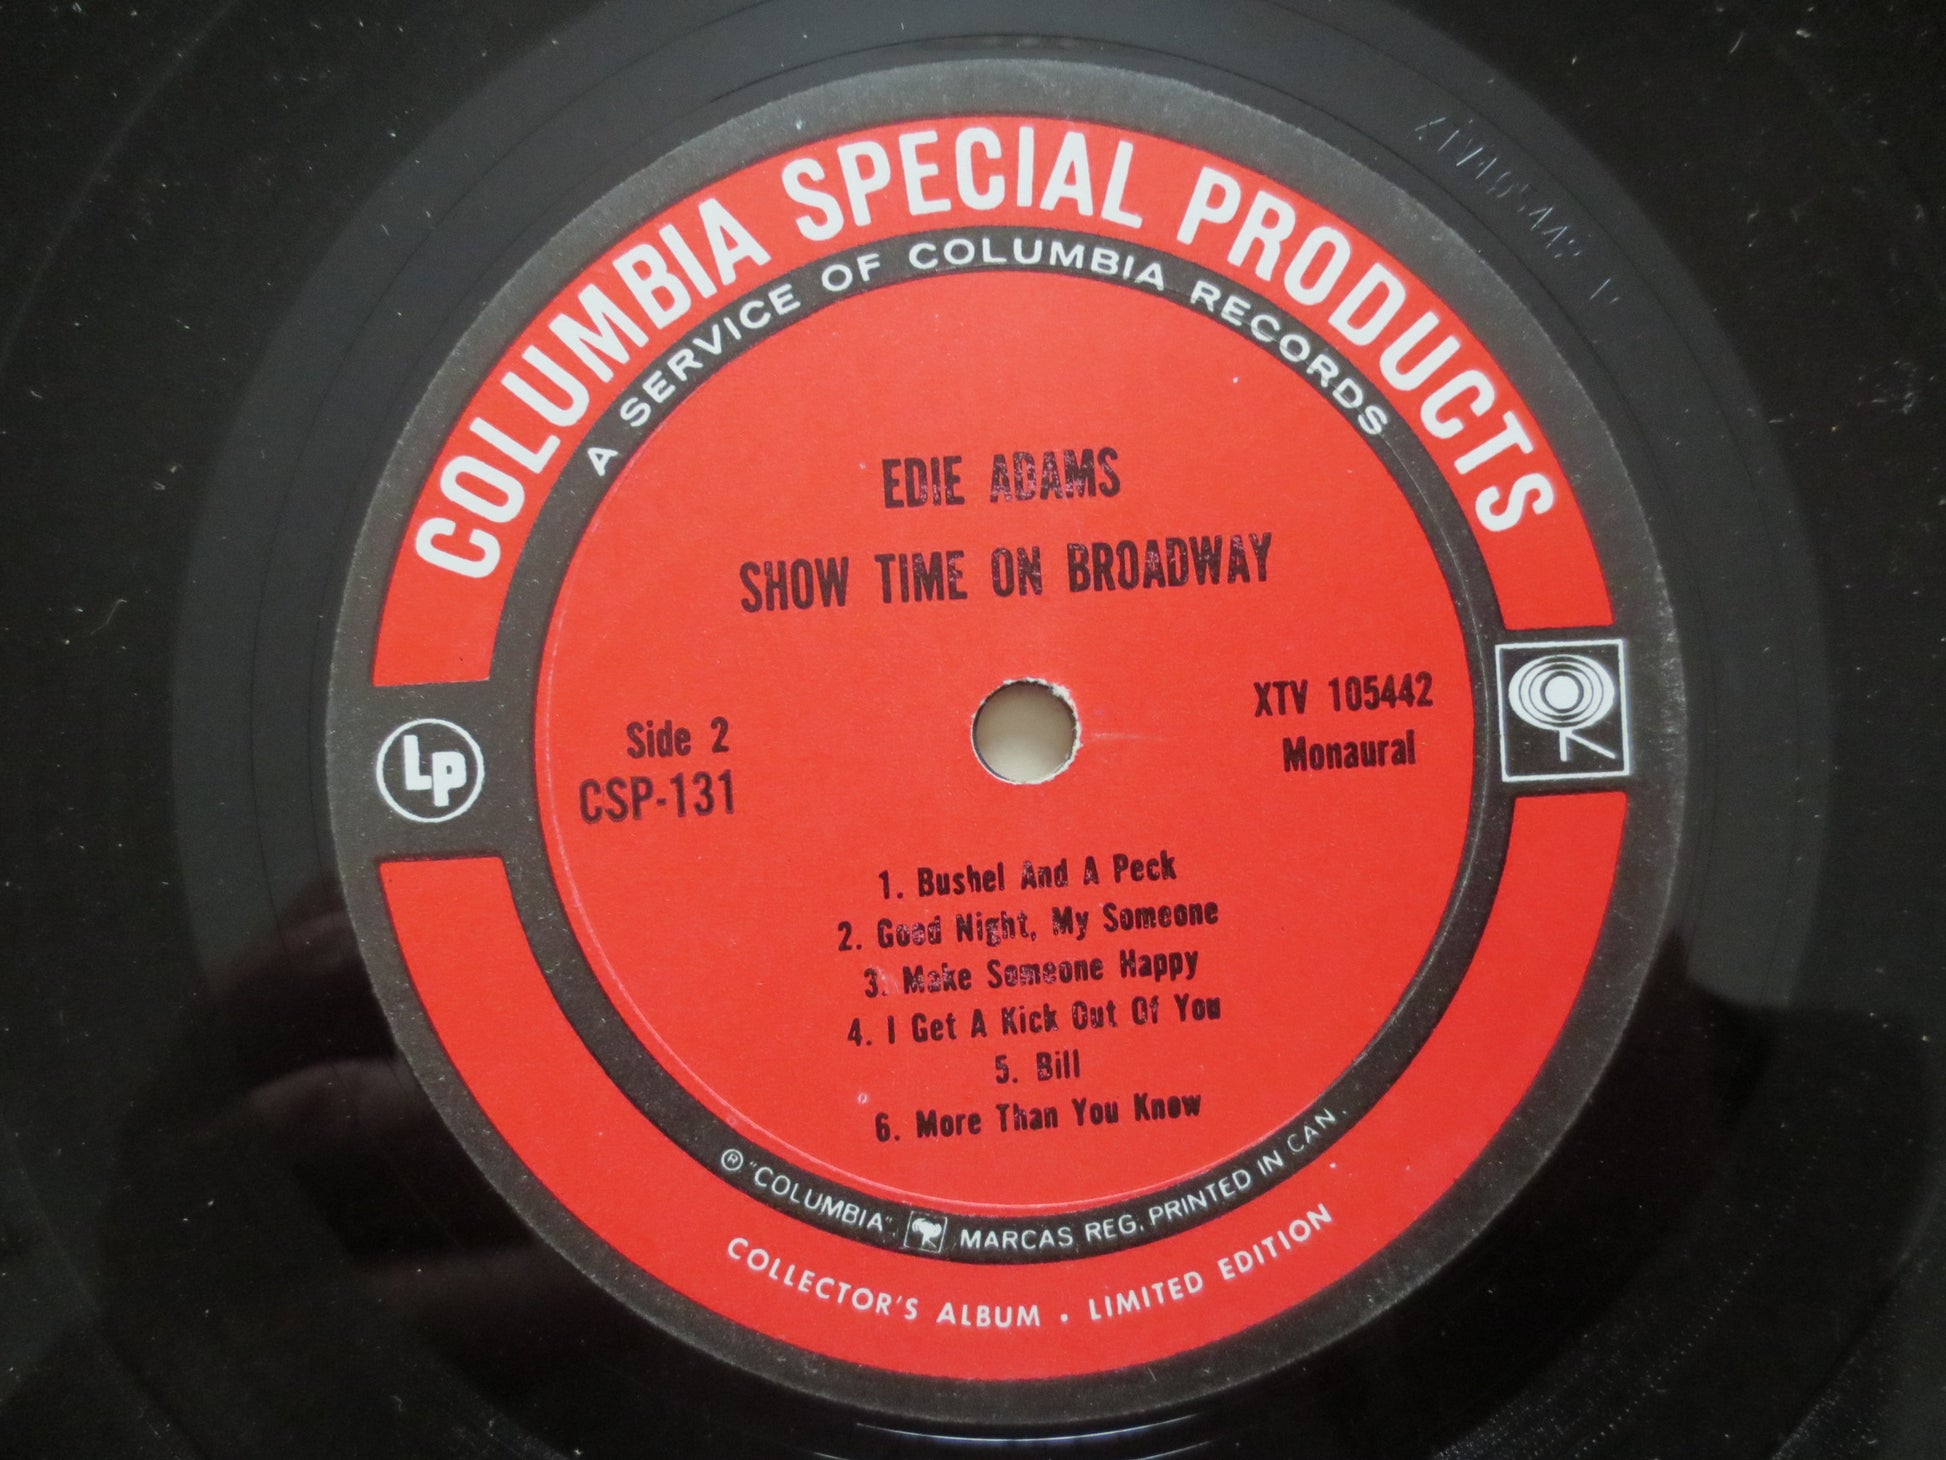 COLUMBIA SPECIAL PRODUCTS
A SERVICE OF COLUMBIA RECORDS
EDIE ADAMS
SHOW TIME ON BROADWAY
XTV 105442
Monaural
LP
Side 2
CSP-131
1. Bushel And A Peck
2. Good Night, My Someone
3. Make Someone Happy
4. I Get A Kick Out Of You
5. Bill
6. More Than You Know
® "COLUMBIA", MARCAS REG. PRINTED IN CAN.
COLLECTOR'S ALBUM • LIMITED EDITION